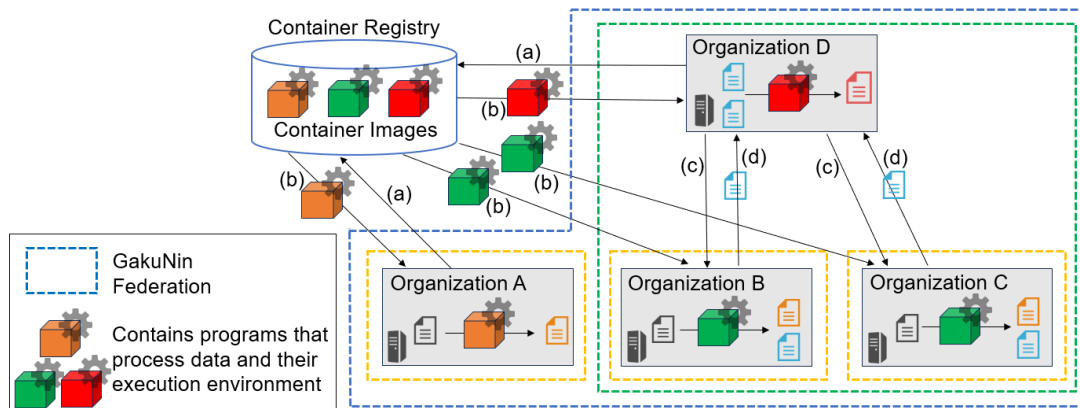 Container Registry
(a)
Organization D
(b)
Container Images
(b)
(a)
(b)
(b)
(c)
(d)
(c)
(d)
GakuNin
Federation
Organization A
Organization B
Organization C
Contains programs that
process data and their
execution environment